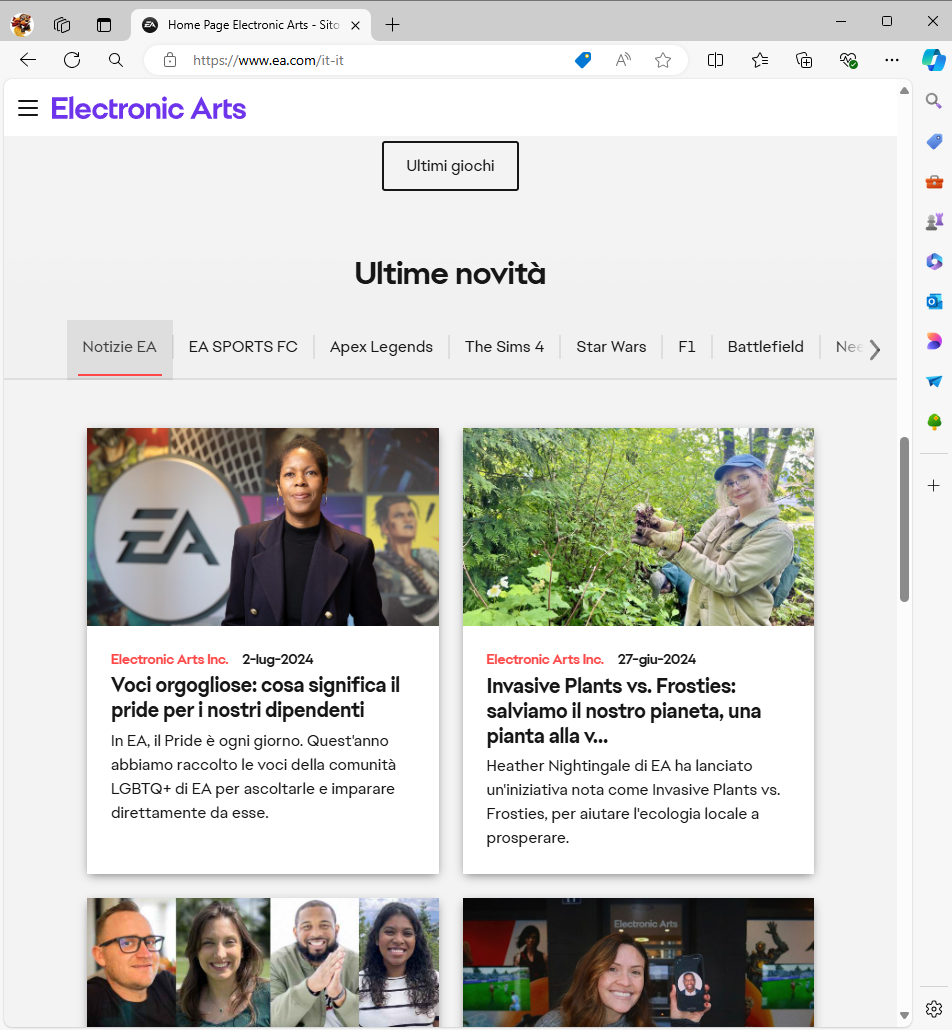 Home Page Electronic Arts - Sito
https://www.ea.com/it-it
Electronic Arts
Ultimi giochi
Ultime novità
Notizie EA
EA SPORTS FC
Apex Legends
The Sims 4
Star Wars
F1
Battlefield
Nee
EA
Electronic Arts Inc. 2-lug-2024
Voci orgogliose: cosa significa il
pride per i nostri dipendenti
In EA, il Pride è ogni giorno. Quest'anno
abbiamo raccolto le voci della comunità
LGBTQ+ di EA per ascoltarle e imparare
direttamente da esse.
Electronic Arts Inc. 27-giu-2024
Invasive Plants vs. Frosties:
salviamo il nostro pianeta, una
pianta alla v...
Heather Nightingale di EA ha lanciato
un'iniziativa nota come Invasive Plants vs.
Frosties, per aiutare l'ecologia locale a
prosperare.
Electronic Arts